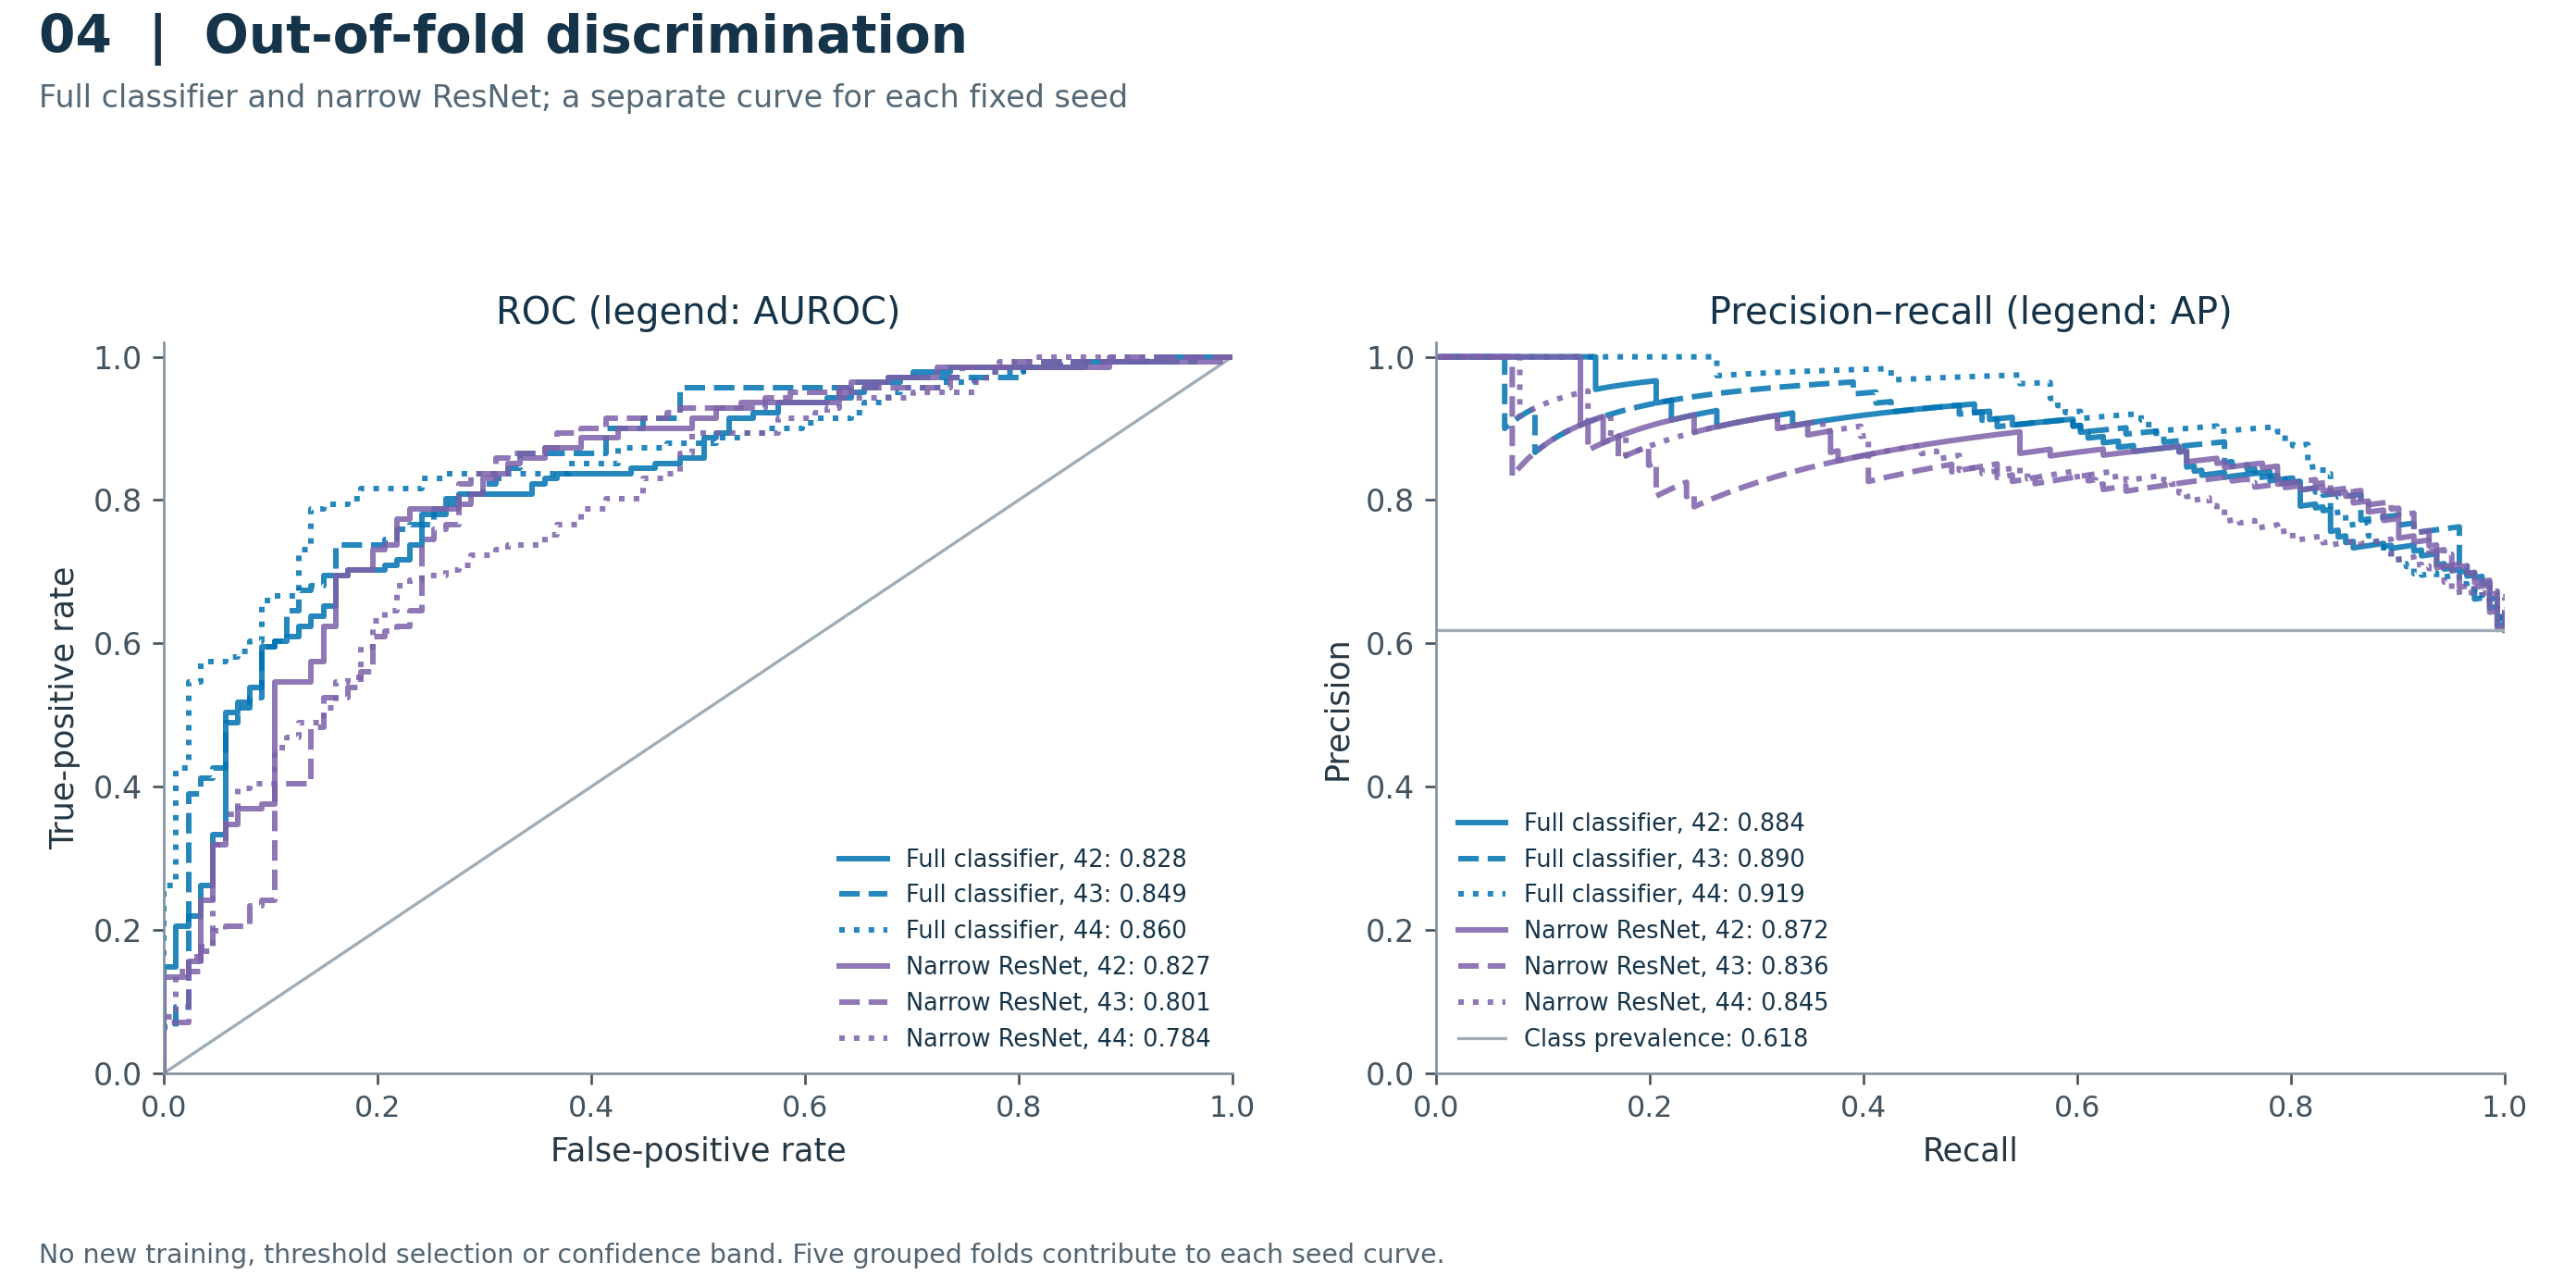 04 | Out-of-fold discrimination
Full classifier and narrow ResNet; a separate curve for each fixed seed
ROC (legend: AUROC)
True-positive rate
1.0
0.8
0.6
0.4
0.2
0.0
Full classifier, 42: 0.828
Full classifier, 43: 0.849
Full classifier, 44: 0.860
Narrow ResNet, 42: 0.827
Narrow ResNet, 43: 0.801
Narrow ResNet, 44: 0.784
0.0 0.2 0.4 0.6 0.8 1.0
False-positive rate
Precision–recall (legend: AP)
Precision
1.0
0.8
0.6
0.4
0.2
0.0
Full classifier, 42: 0.884
Full classifier, 43: 0.890
Full classifier, 44: 0.919
Narrow ResNet, 42: 0.872
Narrow ResNet, 43: 0.836
Narrow ResNet, 44: 0.845
Class prevalence: 0.618
0.0 0.2 0.4 0.6 0.8 1.0
Recall
No new training, threshold selection or confidence band. Five grouped folds contribute to each seed curve.